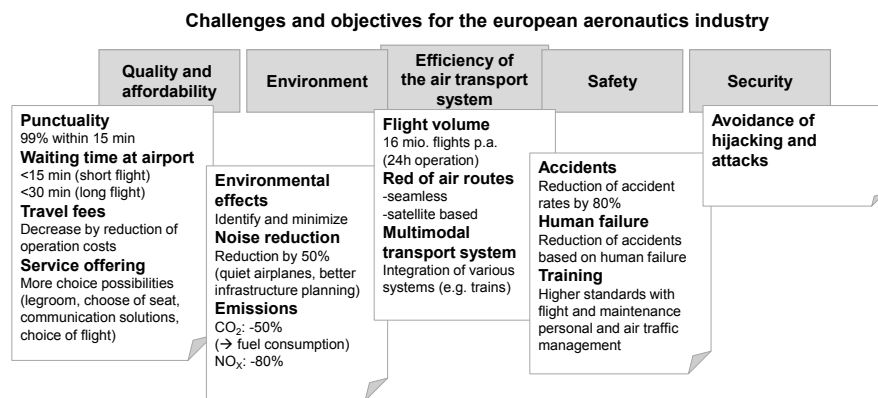 Challenges and objectives for the european aeronautics industry
Quality and
affordability
Environment
Efficiency of
the air transport
system
Safety
Security
Punctuality
99% within 15 min
Waiting time at airport
<15 min (short flight)
<30 min (long flight)
Travel fees
Decrease by reduction of
operation costs
Service offering
More choice possibilities
(legroom, choose of seat,
communication solutions,
choice of flight)
Environmental
effects
Identify and minimize
Noise reduction
Reduction by 50%
(quiet airplanes, better
infrastructure planning)
Emissions
CO₂: -50%
(→ fuel consumption)
NOₓ: -80%
Flight volume
16 mio. flights p.a.
(24h operation)
Red of air routes
-seamless
-satellite based
Multimodal
transport system
Integration of various
systems (e.g. trains)
Accidents
Reduction of accident
rates by 80%
Human failure
Reduction of accidents
based on human failure
Training
Higher standards with
flight and maintenance
personal and air traffic
management
Avoidance of
hijacking and
attacks